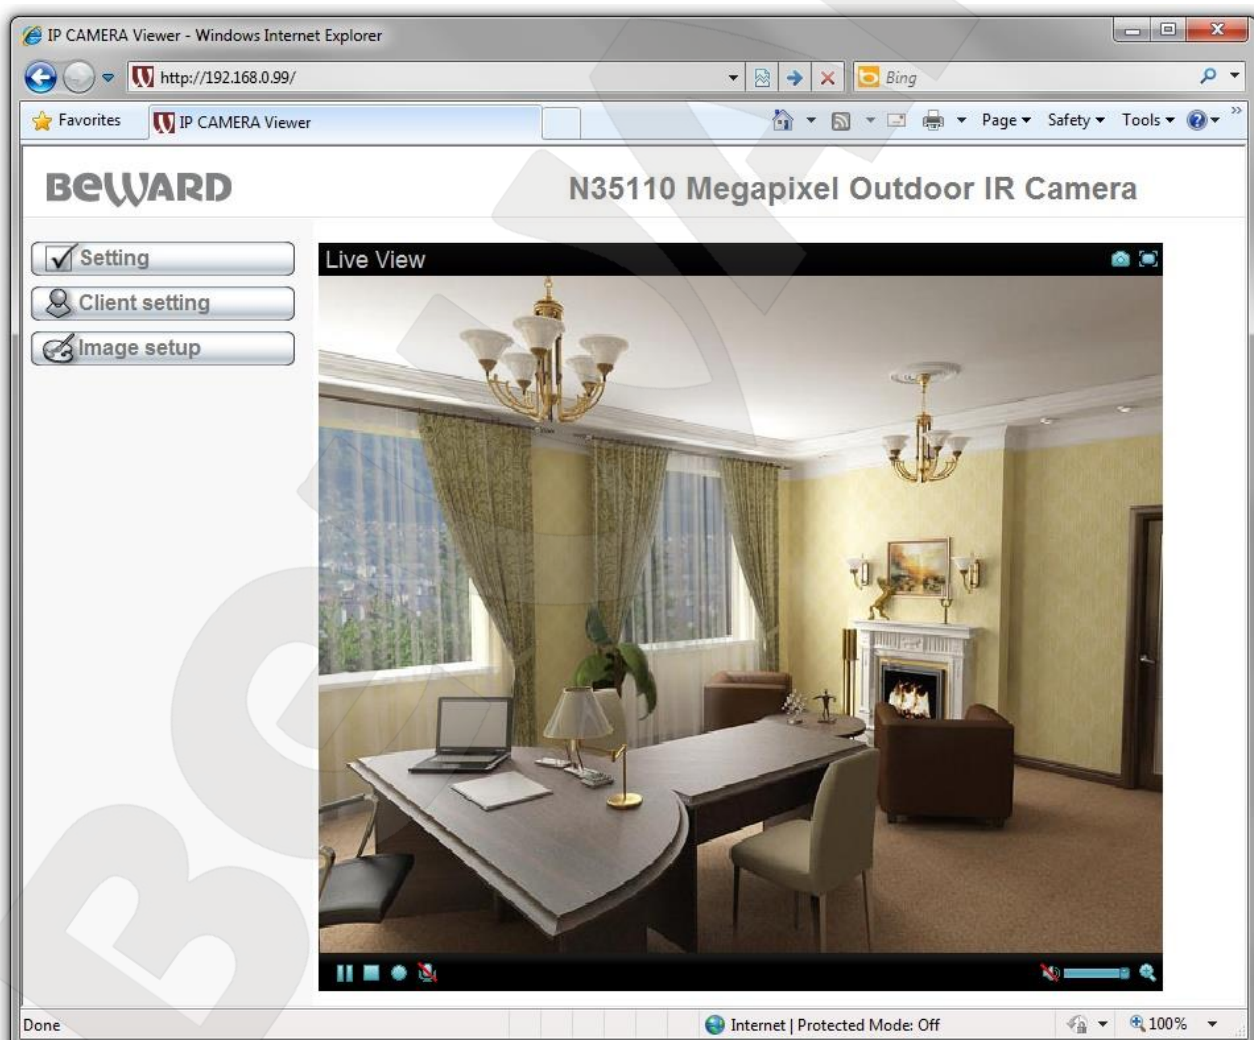 IP CAMERA Viewer - Windows Internet Explorer
http://192.168.0.99/
Bing
Favorites
IP CAMERA Viewer
Page
Safety
Tools
BEWARD
N35110 Megapixel Outdoor IR Camera
Setting
Client setting
Image setup
Live View
Done
Internet | Protected Mode: Off
100%